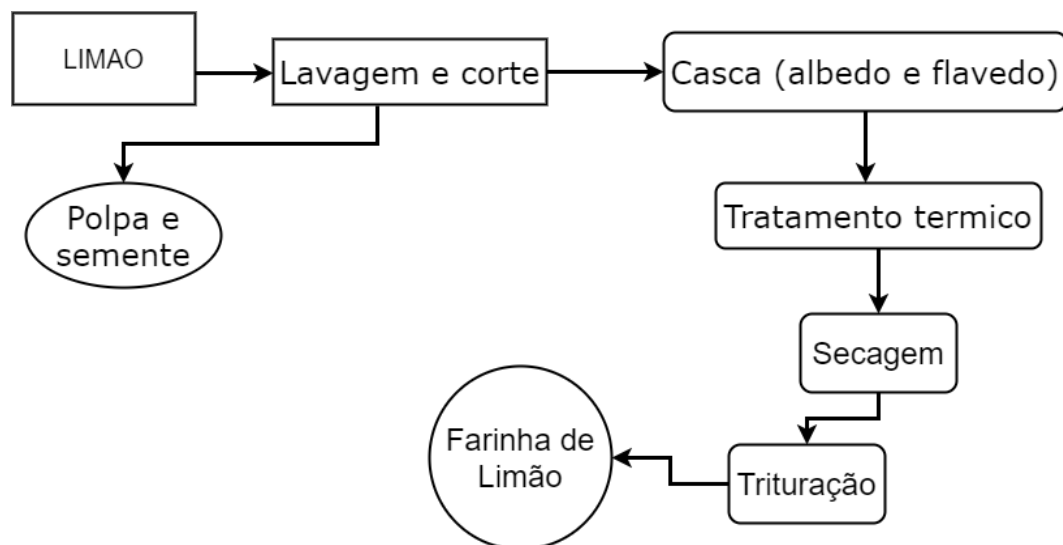 LIMAO
Lavagem e corte
Casca (albedo e flavedo)
Polpa e
semente
Tratamento termico
Secagem
Farinha de
Limão
Trituração